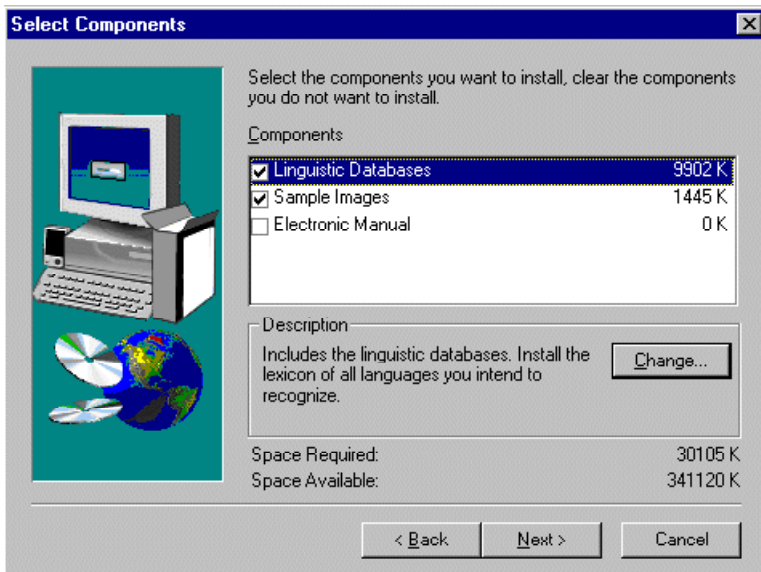 Select Components
Select the components you want to install, clear the components
you do not want to install.
Components
Linguistic Databases 9902 K
Sample Images 1445 K
Electronic Manual 0 K
Description
Includes the linguistic databases. Install the
lexicon of all languages you intend to
recognize.
Change...
Space Required: 30105 K
Space Available: 341120 K
< Back Next > Cancel